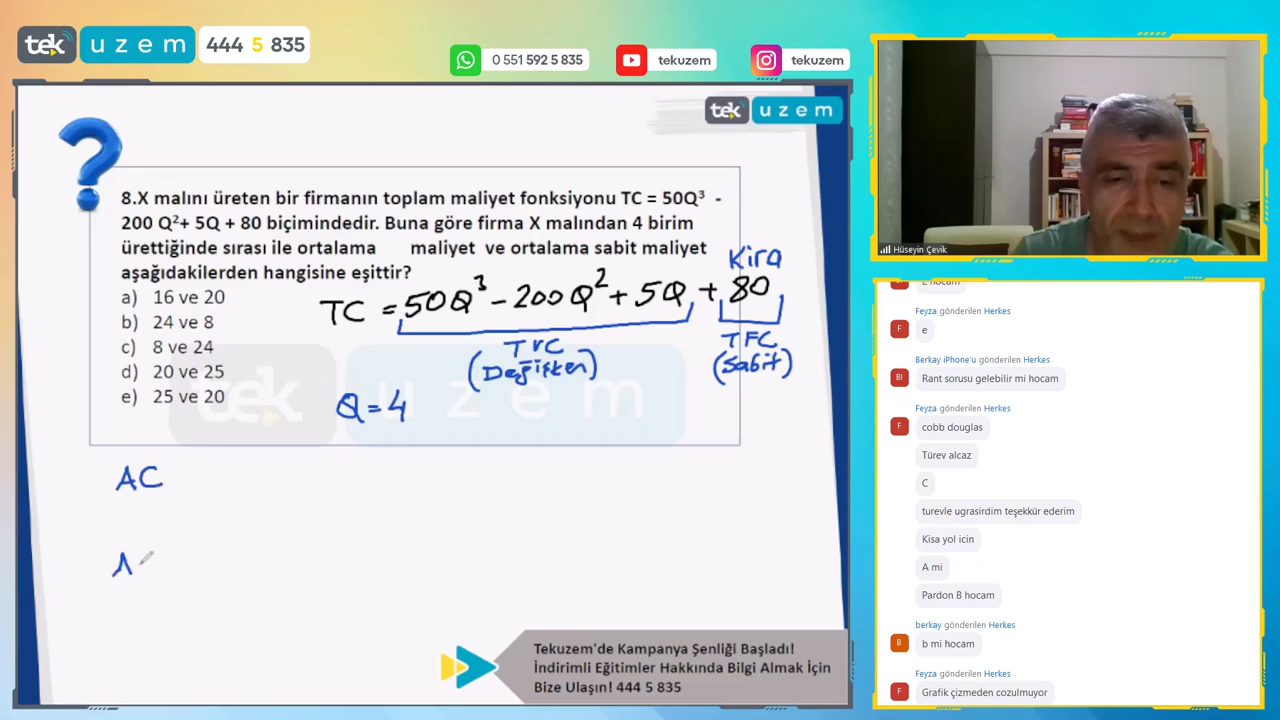 tek uzem 444 5 835
0 551 592 5 835
tekuzem
tekuzem
tek uzem
8.X malını üreten bir firmanın toplam maliyet fonksiyonu TC = 50Q³ -
200 Q²+ 5Q + 80 biçimindedir. Buna göre firma X malından 4 birim
ürettiğinde sırası ile ortalama maliyet ve ortalama sabit maliyet
aşağıdakilerden hangisine eşittir?
Kira
a) 16 ve 20
b) 24 ve 8
c) 8 ve 24
d) 20 ve 25
e) 25 ve 20
TC = 50Q³ - 200Q² + 5Q + 80
TVC
(Değişken)
TFC
(Sabit)
Q = 4
tek uzem
AC
A
Tekuzem'de Kampanya Şenliği Başladı!
İndirimli Eğitimler Hakkında Bilgi Almak İçin
Bize Ulaşın! 444 5 835
Hüseyin Çevik
E hocam
Feyza gönderilen Herkes
F
e
Berkay iPhone'u gönderilen Herkes
BI
Rant sorusu gelebilir mi hocam
Feyza gönderilen Herkes
F
cobb douglas
Türev alcaz
C
turevle ugrasirdim teşekkür ederim
Kisa yol icin
A mi
Pardon B hocam
berkay gönderilen Herkes
B
b mi hocam
Feyza gönderilen Herkes
F
Grafik çizmeden cozulmuyor